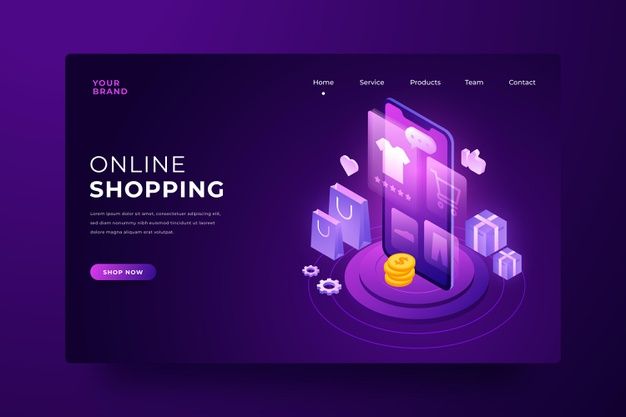 YOUR
BRAND
Home
Service
Products
Team
Contact
ONLINE
SHOPPING
Lorem ipsum dolor sit amet, consectetuer adipiscing elit,
sed diam nonummy nibh euismod tincidunt ut laoreet
dolore magna aliquam erat volutpat.
SHOP NOW
$